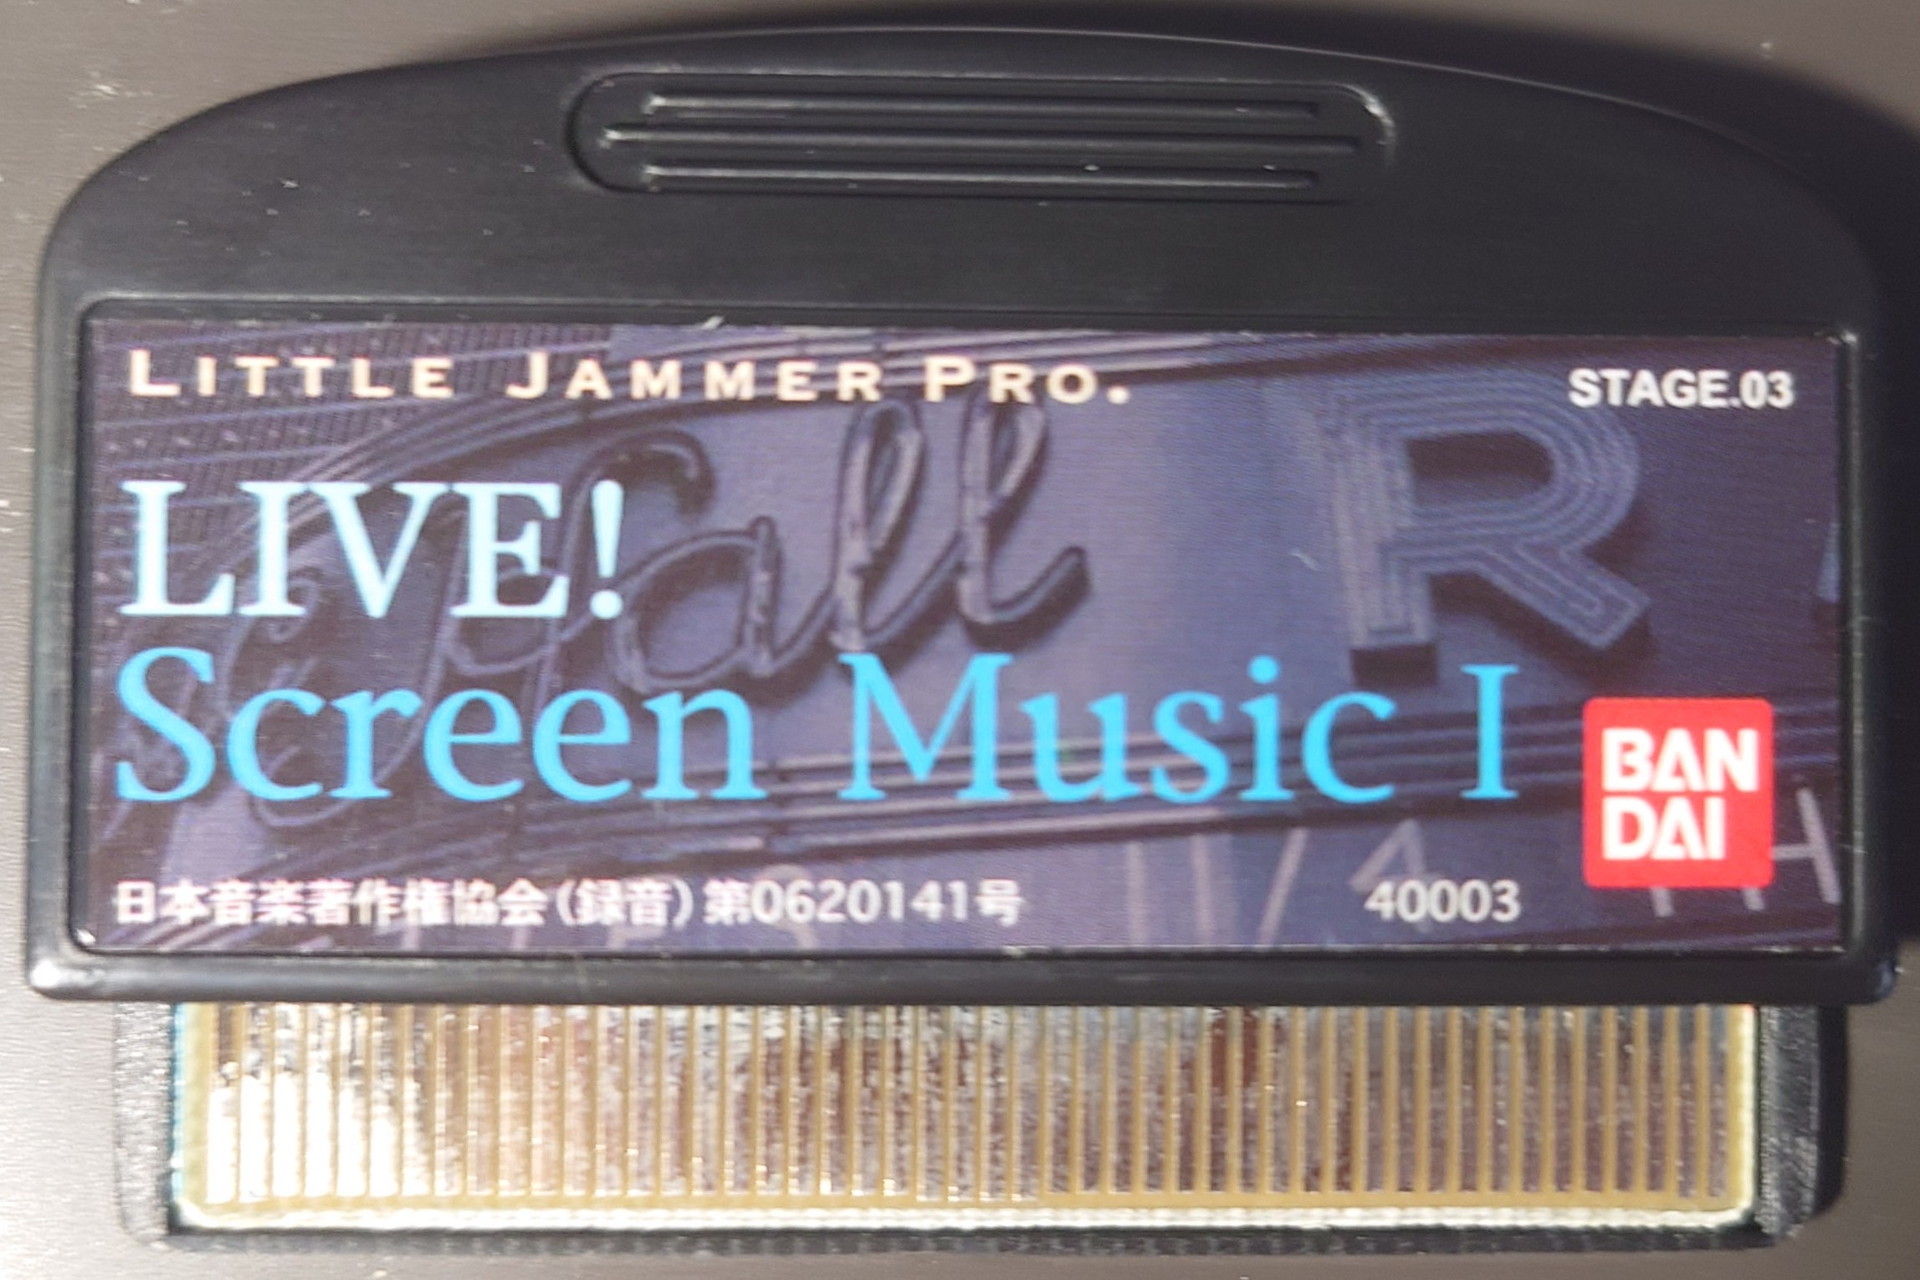 LITTLE JAMMER PRO.
STAGE.03
LIVE!
Hall R
Screen Music I
BAN
DAI
日本音楽著作権協会(録音)第0620141号
40003